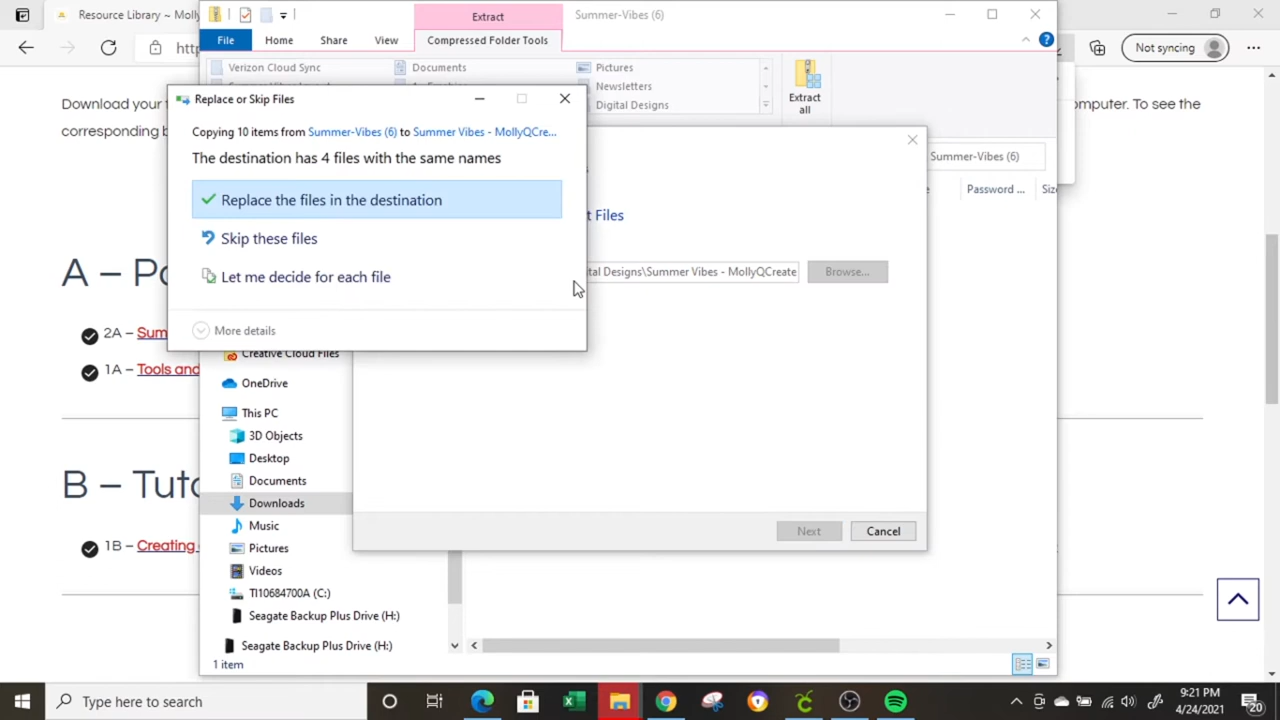 Resource Library ~ Molly
Extract
Summer-Vibes (6)
File
Home
Share
View
Compressed Folder Tools
Not syncing
Verizon Cloud Sync
Documents
Pictures
Newsletters
Digital Designs
Extract
all
Download your
computer. To see the
corresponding b
Replace or Skip Files
Copying 10 items from Summer-Vibes (6) to Summer Vibes - MollyQCre...
The destination has 4 files with the same names
Replace the files in the destination
Skip these files
Let me decide for each file
More details
Summer-Vibes (6)
Password ...
Size
t Files
tal Designs\Summer Vibes - MollyQCreate
Browse...
A – Pa
2A – Sum
1A – Tools and
B – Tuto
1B – Creating
Creative Cloud Files
OneDrive
This PC
3D Objects
Desktop
Documents
Downloads
Music
Pictures
Videos
TI10684700A (C:)
Seagate Backup Plus Drive (H:)
Seagate Backup Plus Drive (H:)
Next
Cancel
1 item
Type here to search
9:21 PM
4/24/2021
20